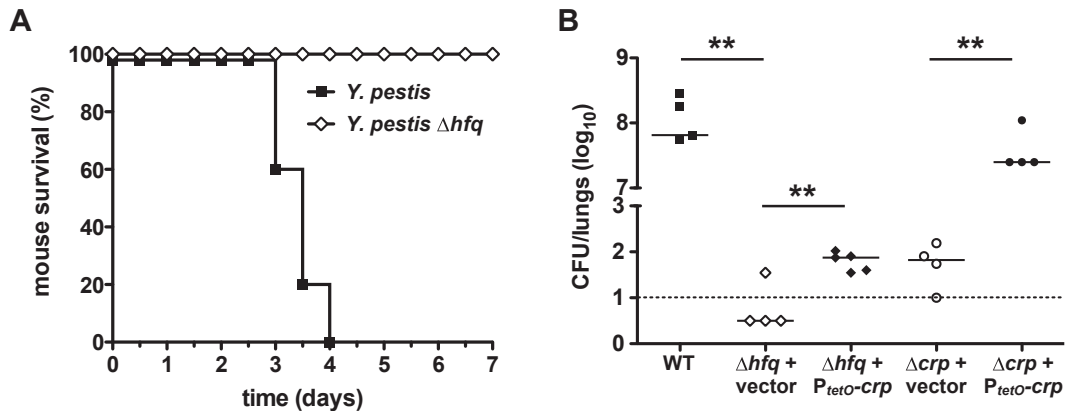 A
mouse survival (%)
100
80
60
40
20
0
0 1 2 3 4 5 6 7
time (days)
Y. pestis
Y. pestis Δhfq
B
CFU/lungs (log10)
9
8
7
3
2
1
0
**
**
**
WT
Δhfq +
vector
Δhfq +
PtetO-crp
Δcrp +
vector
Δcrp +
PtetO-crp